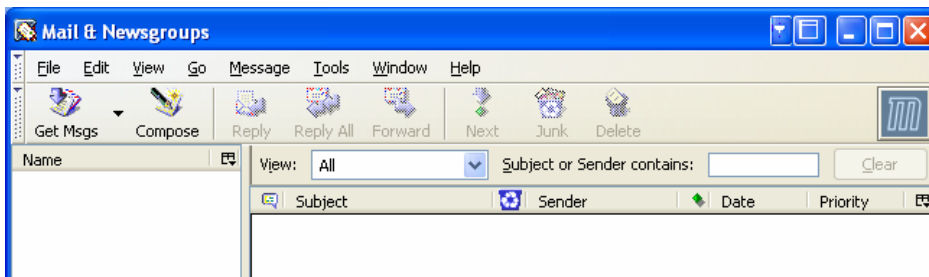 Mail & Newsgroups
File Edit View Go Message Tools Window Help
Get Msgs Compose Reply Reply All Forward Next Junk Delete
Name View: All Subject or Sender contains: Clear
Subject Sender Date Priority